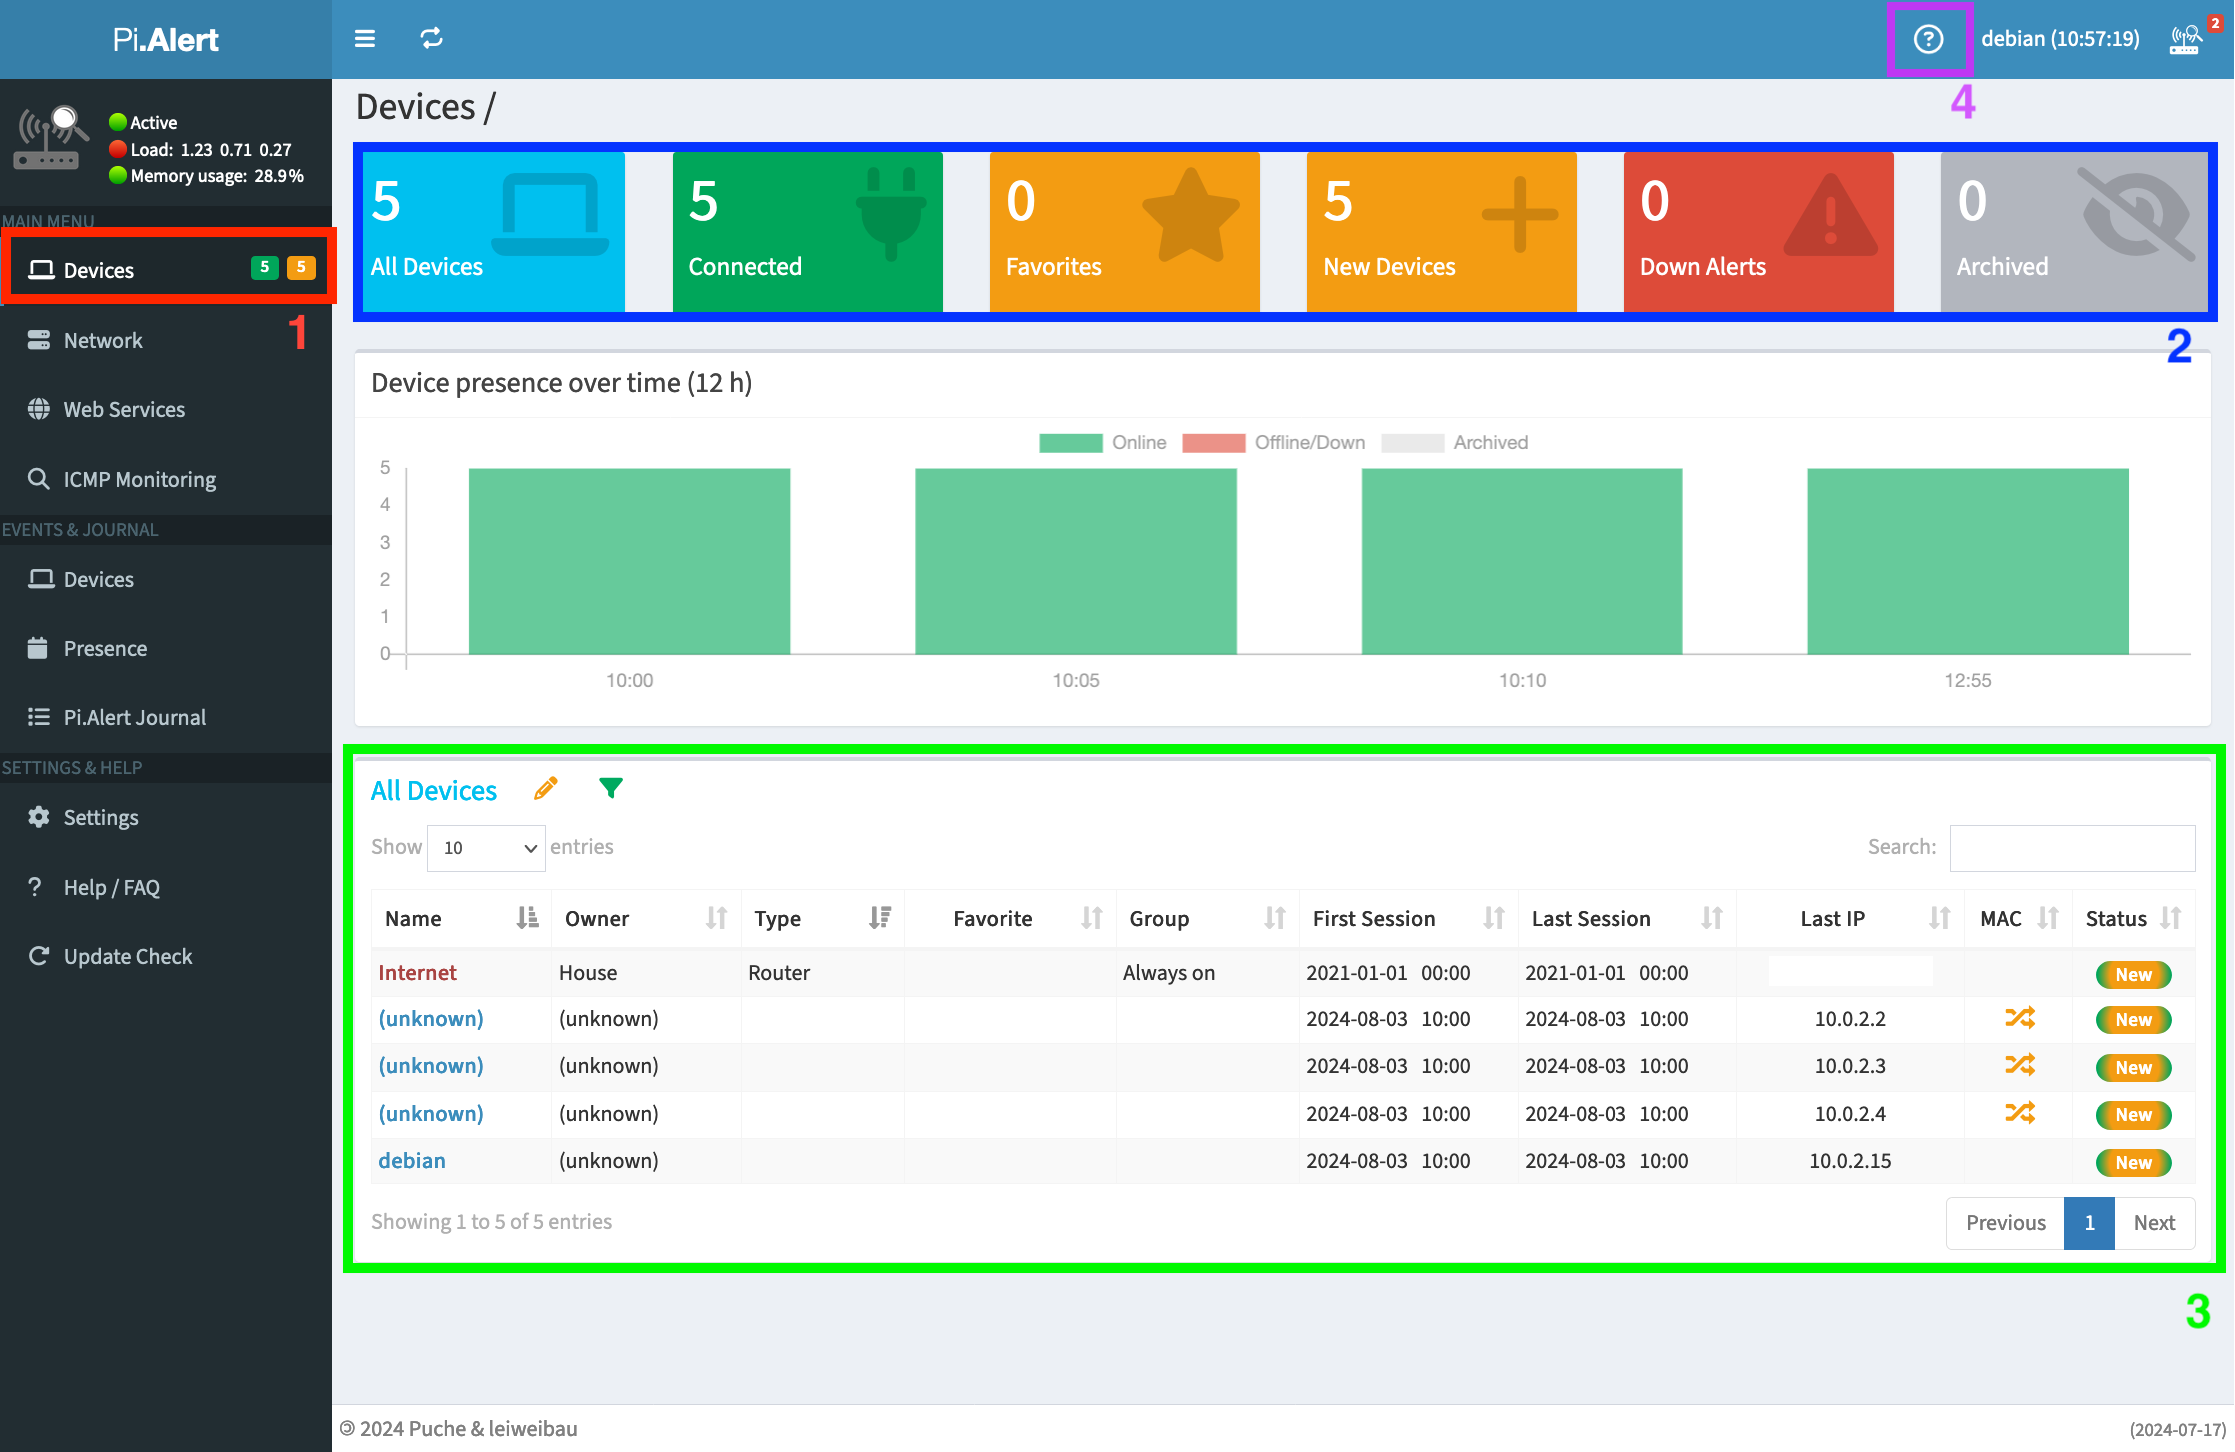 Pi.Alert
debian (10:57:19)
2
4
Active
Load: 1.23 0.71 0.27
Memory usage: 28.9%
MAIN MENU
Devices 5 5
1
Network
Web Services
ICMP Monitoring
EVENTS & JOURNAL
Devices
Presence
Pi.Alert Journal
SETTINGS & HELP
Settings
? Help / FAQ
Update Check
Devices /
5
All Devices
5
Connected
0
Favorites
5
New Devices
0
Down Alerts
0
Archived
2
Device presence over time (12 h)
Online Offline/Down Archived
5
4
3
2
1
0
10:00 10:05 10:10 12:55
All Devices
Show 10 entries Search:
Name Owner Type Favorite Group First Session Last Session Last IP MAC Status
Internet House Router Always on 2021-01-01 00:00 2021-01-01 00:00 New
(unknown) (unknown) 2024-08-03 10:00 2024-08-03 10:00 10.0.2.2 New
(unknown) (unknown) 2024-08-03 10:00 2024-08-03 10:00 10.0.2.3 New
(unknown) (unknown) 2024-08-03 10:00 2024-08-03 10:00 10.0.2.4 New
debian (unknown) 2024-08-03 10:00 2024-08-03 10:00 10.0.2.15 New
Showing 1 to 5 of 5 entries Previous 1 Next
3
🄯 2024 Puche & leiweibau (2024-07-17)